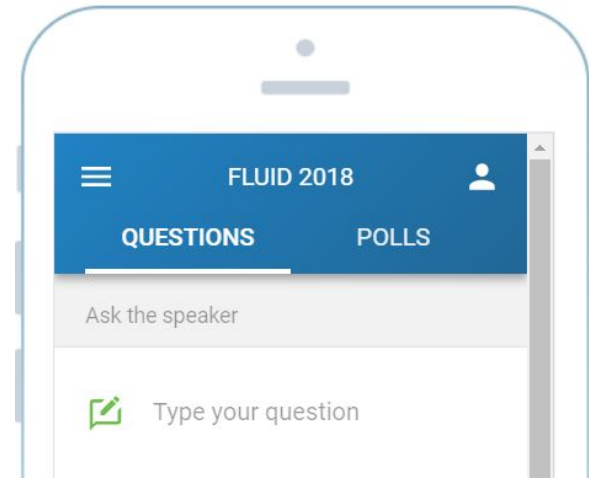 FLUID 2018
QUESTIONS POLLS
Ask the speaker
Type your question